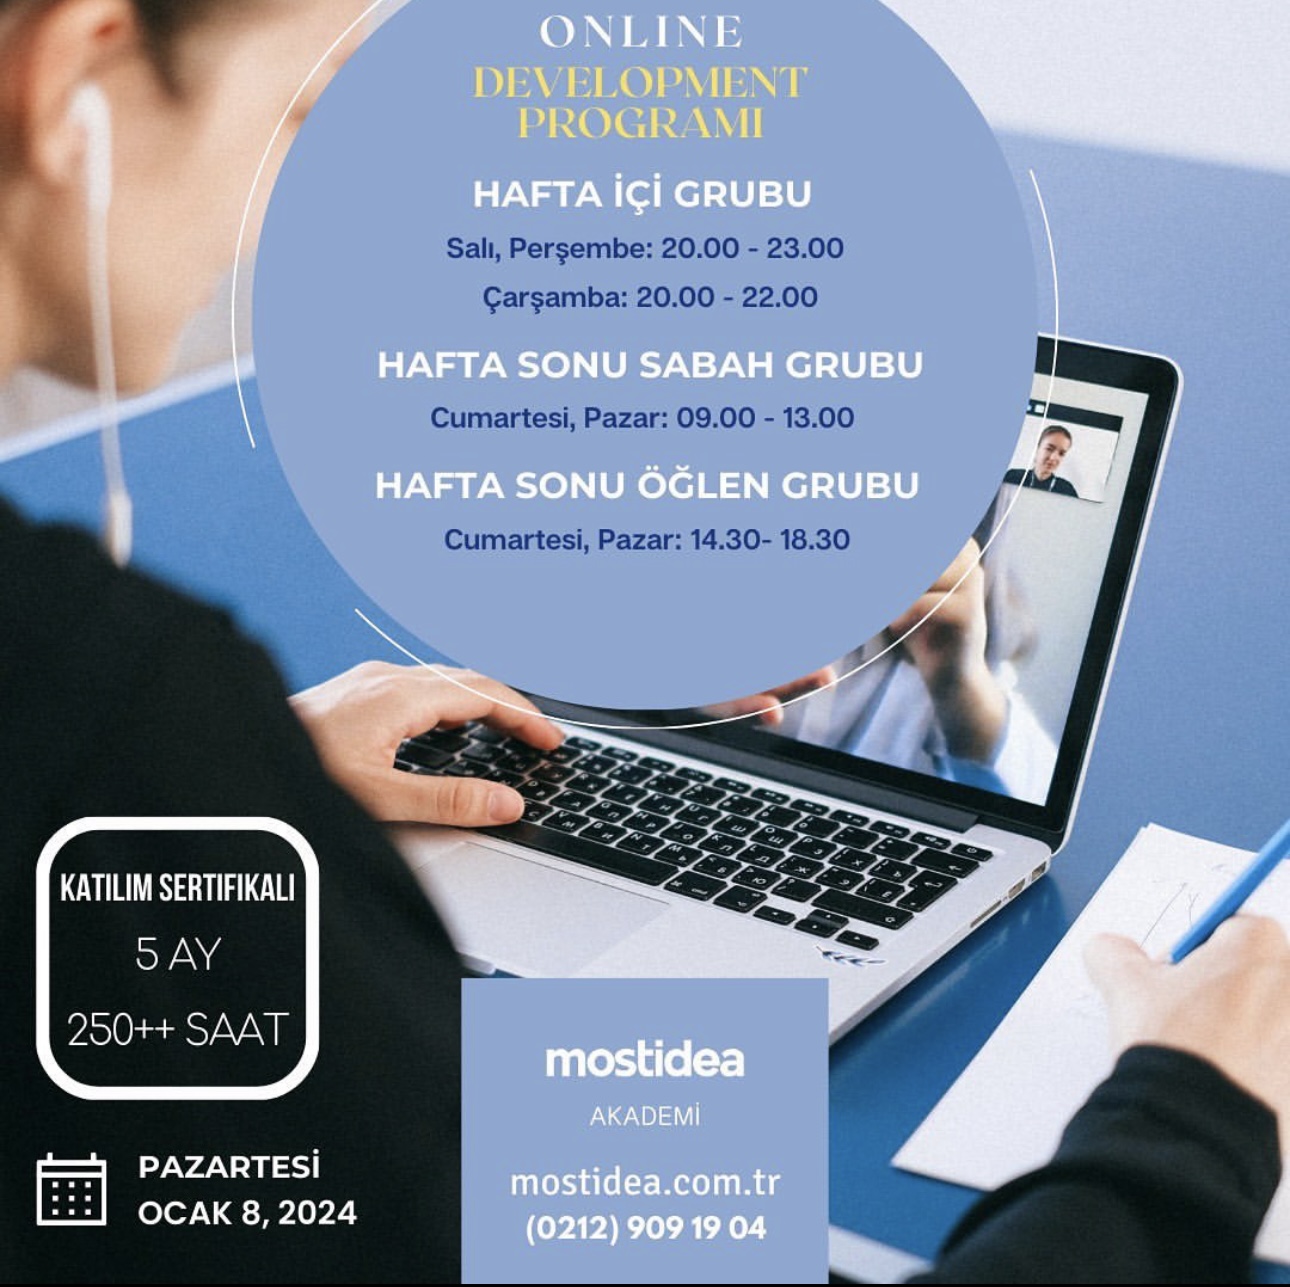 ONLINE
DEVELOPMENT
PROGRAMI
HAFTA İÇİ GRUBU
Salı, Perşembe: 20.00 - 23.00
Çarşamba: 20.00 - 22.00
HAFTA SONU SABAH GRUBU
Cumartesi, Pazar: 09.00 - 13.00
HAFTA SONU ÖĞLEN GRUBU
Cumartesi, Pazar: 14.30- 18.30
KATILIM SERTIFIKALI
5 AY
250++ SAAT
PAZARTESİ
OCAK 8, 2024
mostidea
AKADEMİ
mostidea.com.tr
(0212) 909 19 04